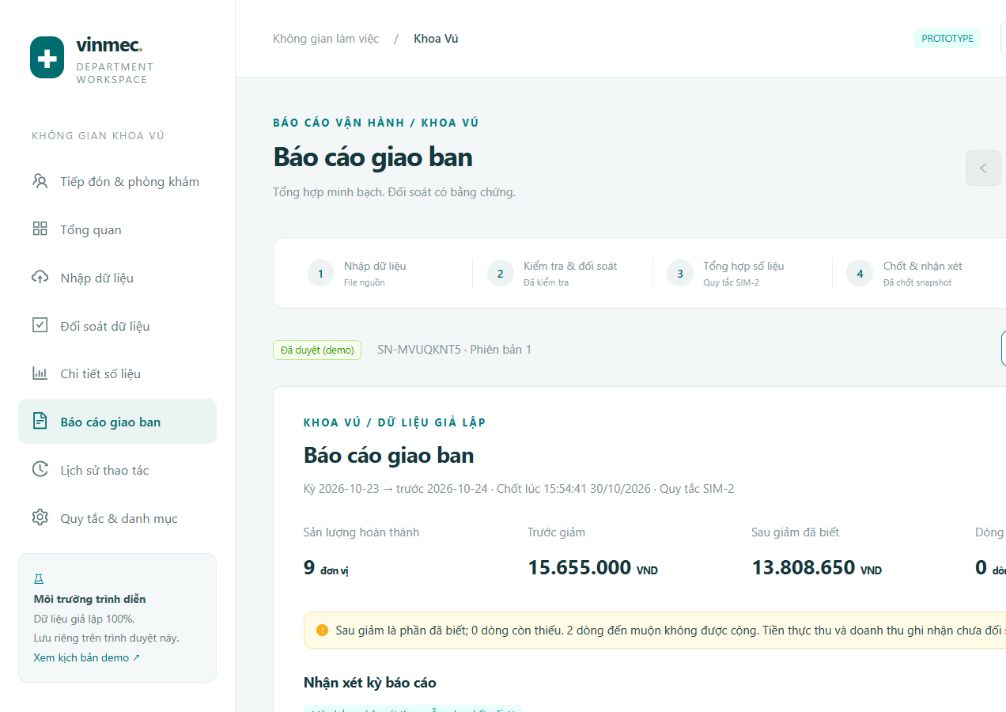 vinmec.
DEPARTMENT
WORKSPACE
KHÔNG GIAN KHOA VÚ
Tiếp đón & phòng khám
Tổng quan
Nhập dữ liệu
Đối soát dữ liệu
Chi tiết số liệu
Báo cáo giao ban
Lịch sử thao tác
Quy tắc & danh mục
Môi trường trình diễn
Dữ liệu giả lập 100%.
Lưu riêng trên trình duyệt này.
Xem kịch bản demo ↗
Không gian làm việc / Khoa Vú
PROTOTYPE
BÁO CÁO VẬN HÀNH / KHOA VÚ
Báo cáo giao ban
Tổng hợp minh bạch. Đối soát có bằng chứng.
1 Nhập dữ liệu
File nguồn
2 Kiểm tra & đối soát
Đã kiểm tra
3 Tổng hợp số liệu
Quy tắc SIM-2
4 Chốt & nhận xét
Đã chốt snapshot
Đã duyệt (demo) SN-MVUQKNT5 · Phiên bản 1
KHOA VÚ / DỮ LIỆU GIẢ LẬP
Báo cáo giao ban
Kỳ 2026-10-23 → trước 2026-10-24 · Chốt lúc 15:54:41 30/10/2026 · Quy tắc SIM-2
Sản lượng hoàn thành Trước giảm Sau giảm đã biết Dòng
9 đơn vị 15.655.000 VND 13.808.650 VND 0
Sau giảm là phần đã biết; 0 dòng còn thiếu. 2 dòng đến muộn không được cộng. Tiền thực thu và doanh thu ghi nhận chưa đối
Nhận xét kỳ báo cáo